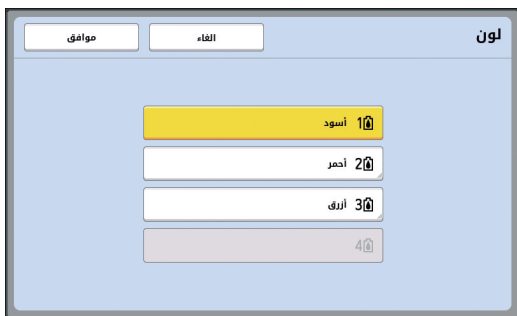 لون
الغاء
موافق
1 أسود
2 أحمر
3 أزرق
4